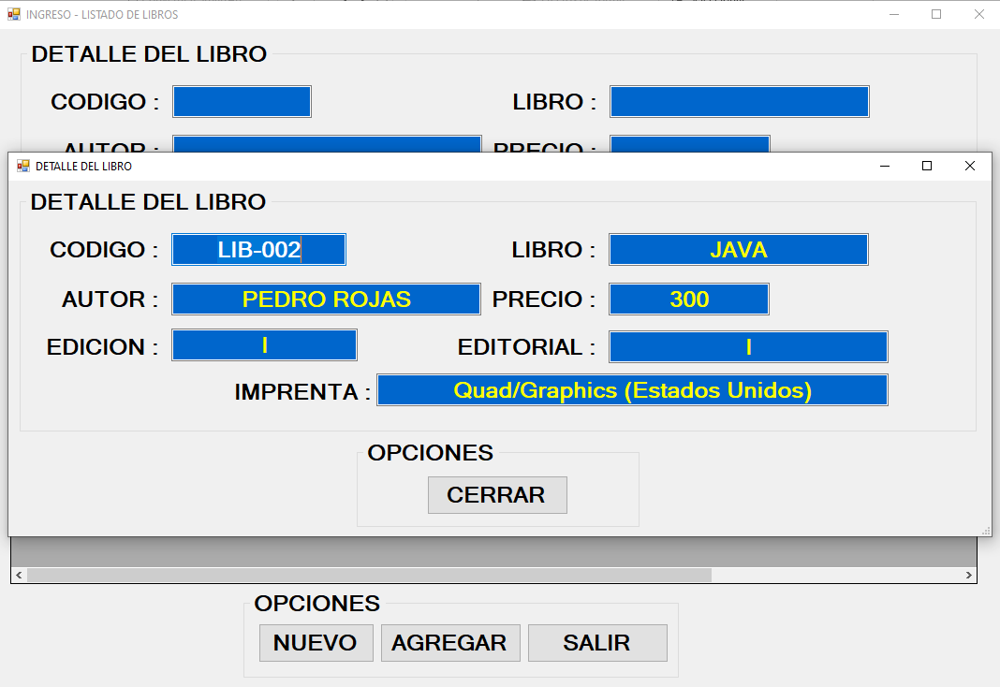 INGRESO - LISTADO DE LIBROS
DETALLE DEL LIBRO
CODIGO : LIBRO :
AUTOR : PRECIO :
DETALLE DEL LIBRO
DETALLE DEL LIBRO
CODIGO : LIB-002 LIBRO : JAVA
AUTOR : PEDRO ROJAS PRECIO : 300
EDICION : I EDITORIAL : I
IMPRENTA : Quad/Graphics (Estados Unidos)
OPCIONES
CERRAR
OPCIONES
NUEVO AGREGAR SALIR